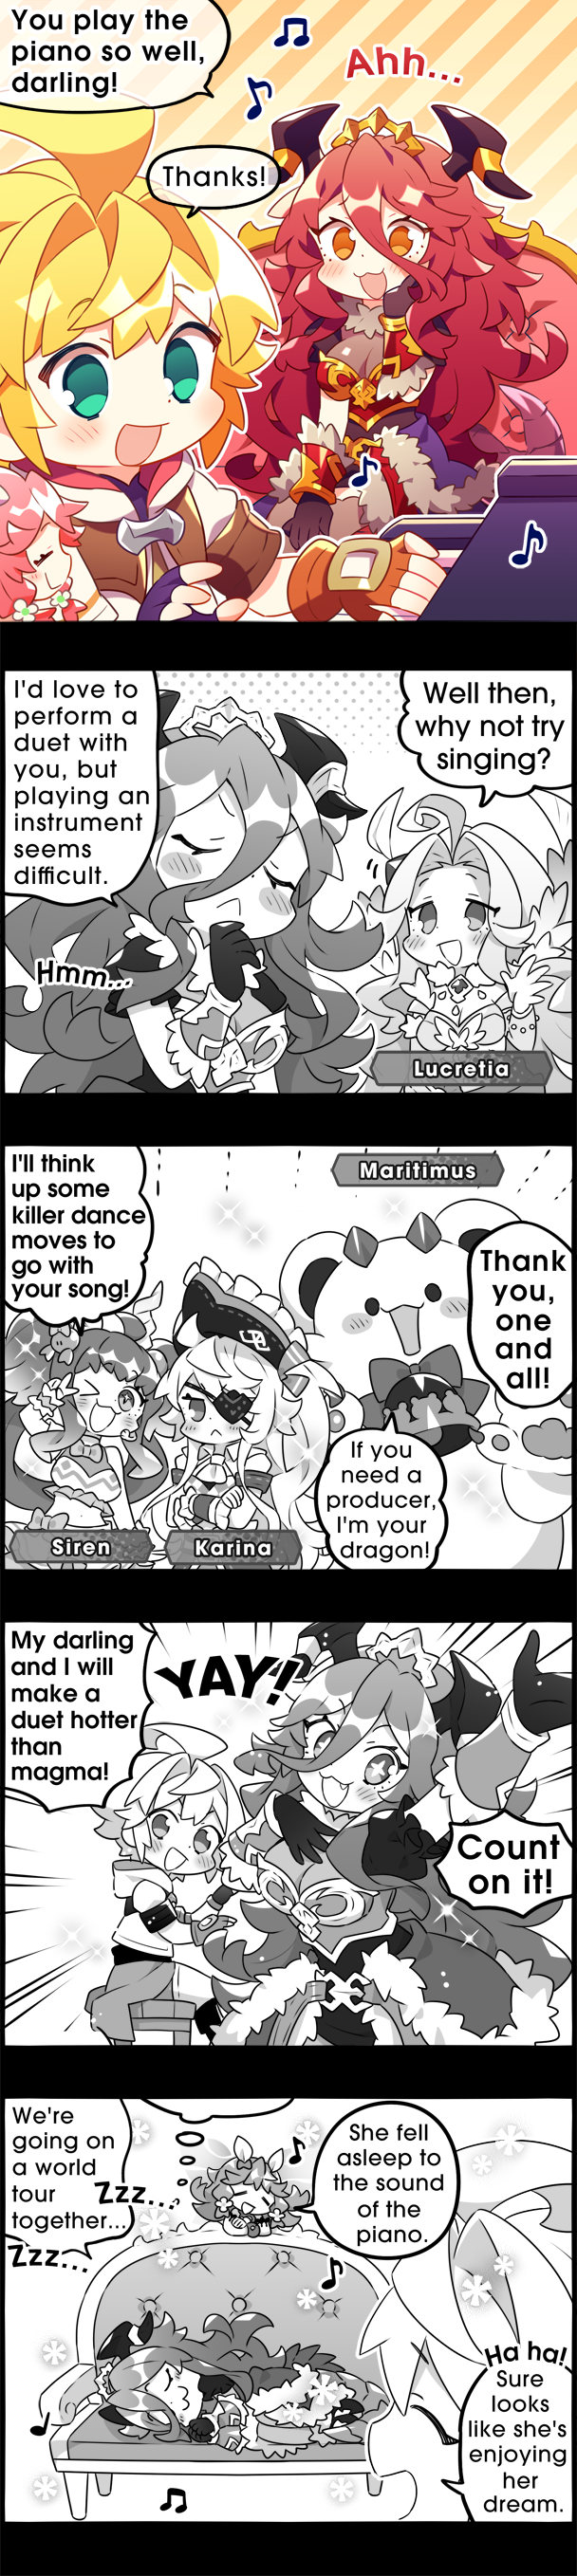 You play the
piano so well,
darling!
Ahh...
Thanks!
I'd love to
perform a
duet with
you, but
playing an
instrument
seems
difficult.
Well then,
why not try
singing?
Hmm...
Lucretia
I'll think
up some
killer dance
moves to
go with
your song!
Maritimus
Thank
you,
one
and
all!
If you
need a
producer,
I'm your
dragon!
Siren
Karina
My darling
and I will
make a
duet hotter
than
magma!
YAY!
Count
on it!
We're
going on
a world
tour
together...
Zzz...
Zzz...
She fell
asleep to
the sound
of the
piano.
Ha ha!
Sure
looks
like she's
enjoying
her
dream.